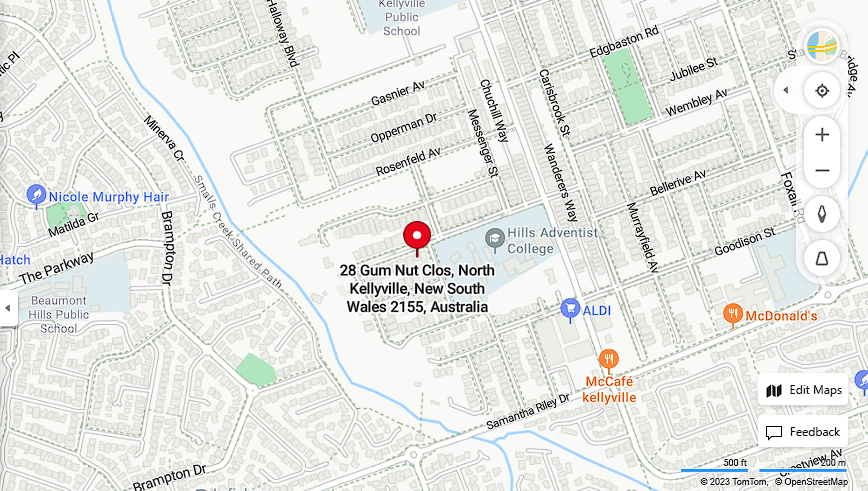 Kellyville
Public
School
Holloway Blvd
Edgbaston Rd
Jubilee St
Wembley Av
Gasnier Av
Chuchill Way
Carisbrook St
Opperman Dr
Messenger St
Minerva Cr
Rosenfeld Av
Wanderers Way
Bellerive Av
Smalls Creek Shared Path
Nicole Murphy Hair
Matilda Gr
Brampton Dr
Murrayfield Av
Hills Adventist
College
Goodison St
Hatch
The Parkway
28 Gum Nut Clos, North
Kellyville, New South
Wales 2155, Australia
Beaumont
Hills Public
School
ALDI
McDonald's
McCafé
kellyville
Edit Maps
Samantha Riley Dr
Feedback
Brampton Dr
500 ft
200 m
© 2023 TomTom, © OpenStreetMap